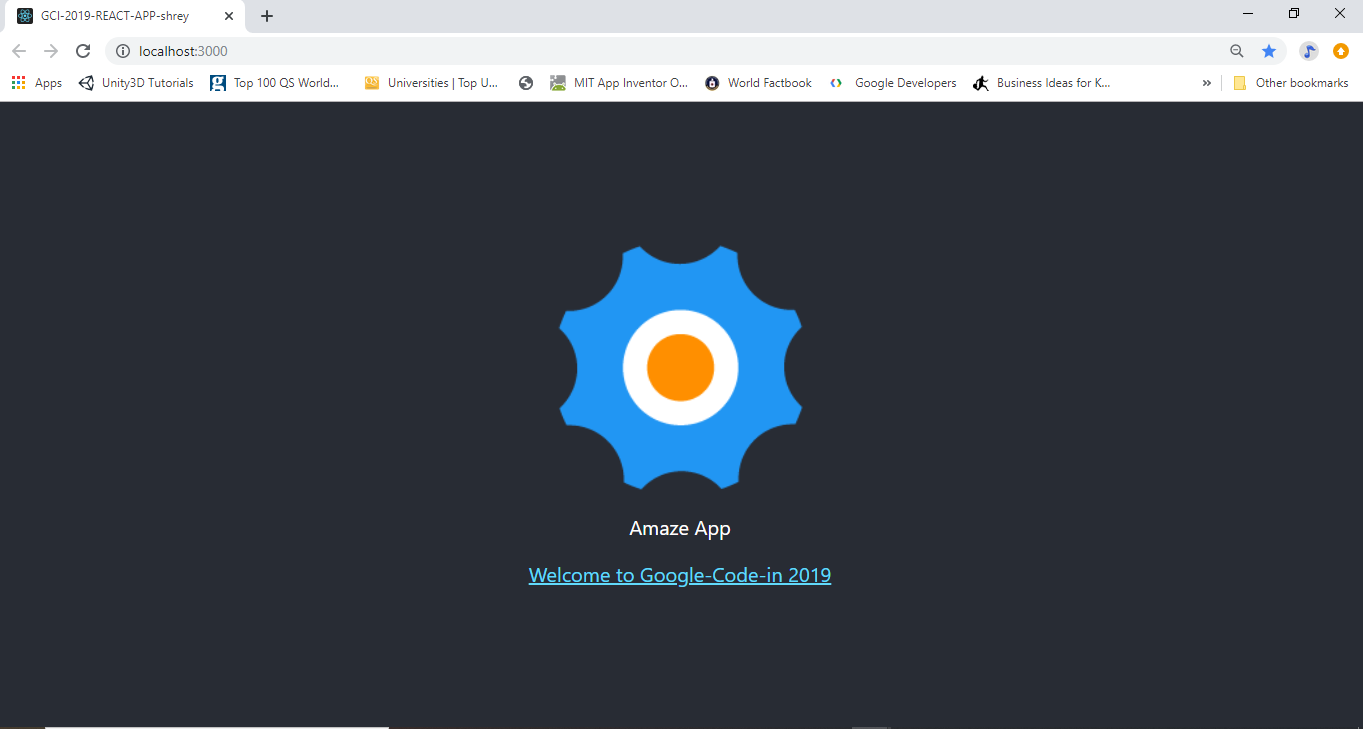 GCI-2019-REACT-APP-shrey
localhost:3000
Apps Unity3D Tutorials Top 100 QS World... Universities | Top U... MIT App Inventor O... World Factbook Google Developers Business Ideas for K... » Other bookmarks
Amaze App
Welcome to Google-Code-in 2019